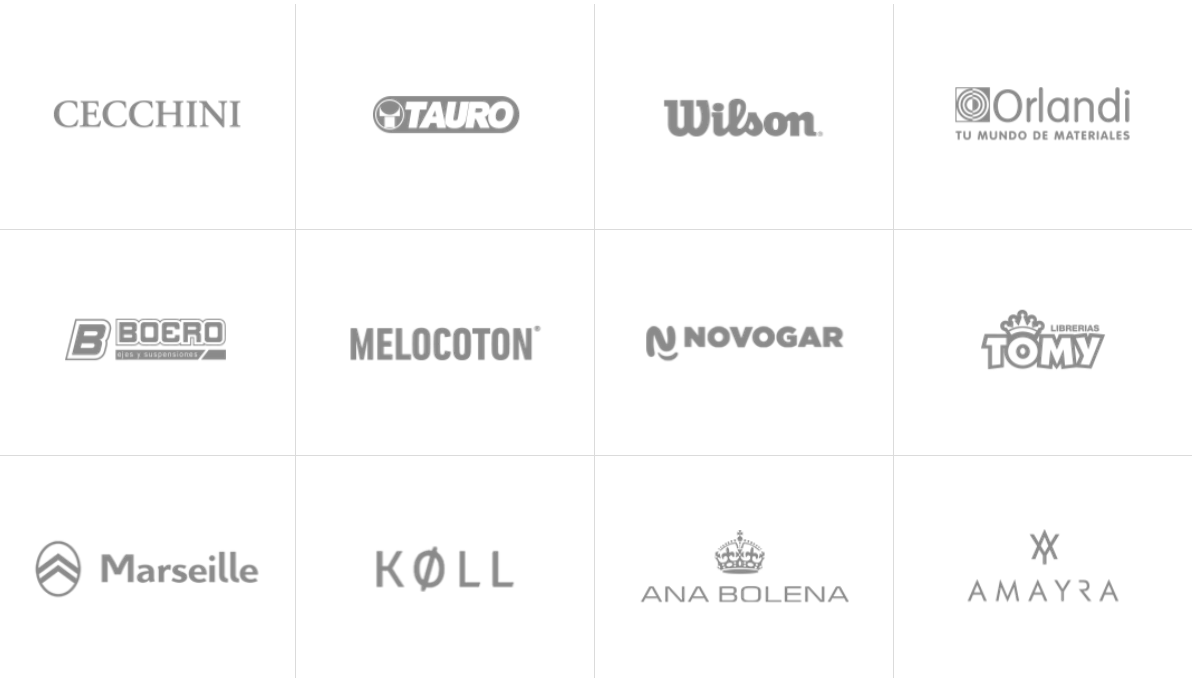 CECCHINI
TAURO
Wilson®
Orlandi
TU MUNDO DE MATERIALES
B BOERO
ejes y suspensiones
MELOCOTON®
NOVOGAR
LIBRERIAS
TOMY
Marseille
KØLL
ANA BOLENA
AMAYRA